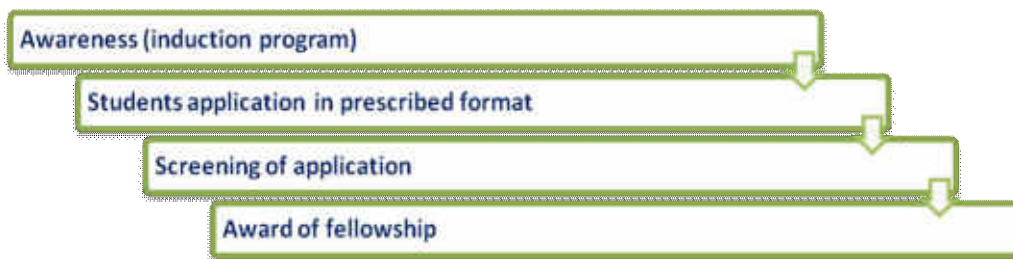 Awareness (induction program)
Students application in prescribed format
Screening of application
Award of fellowship